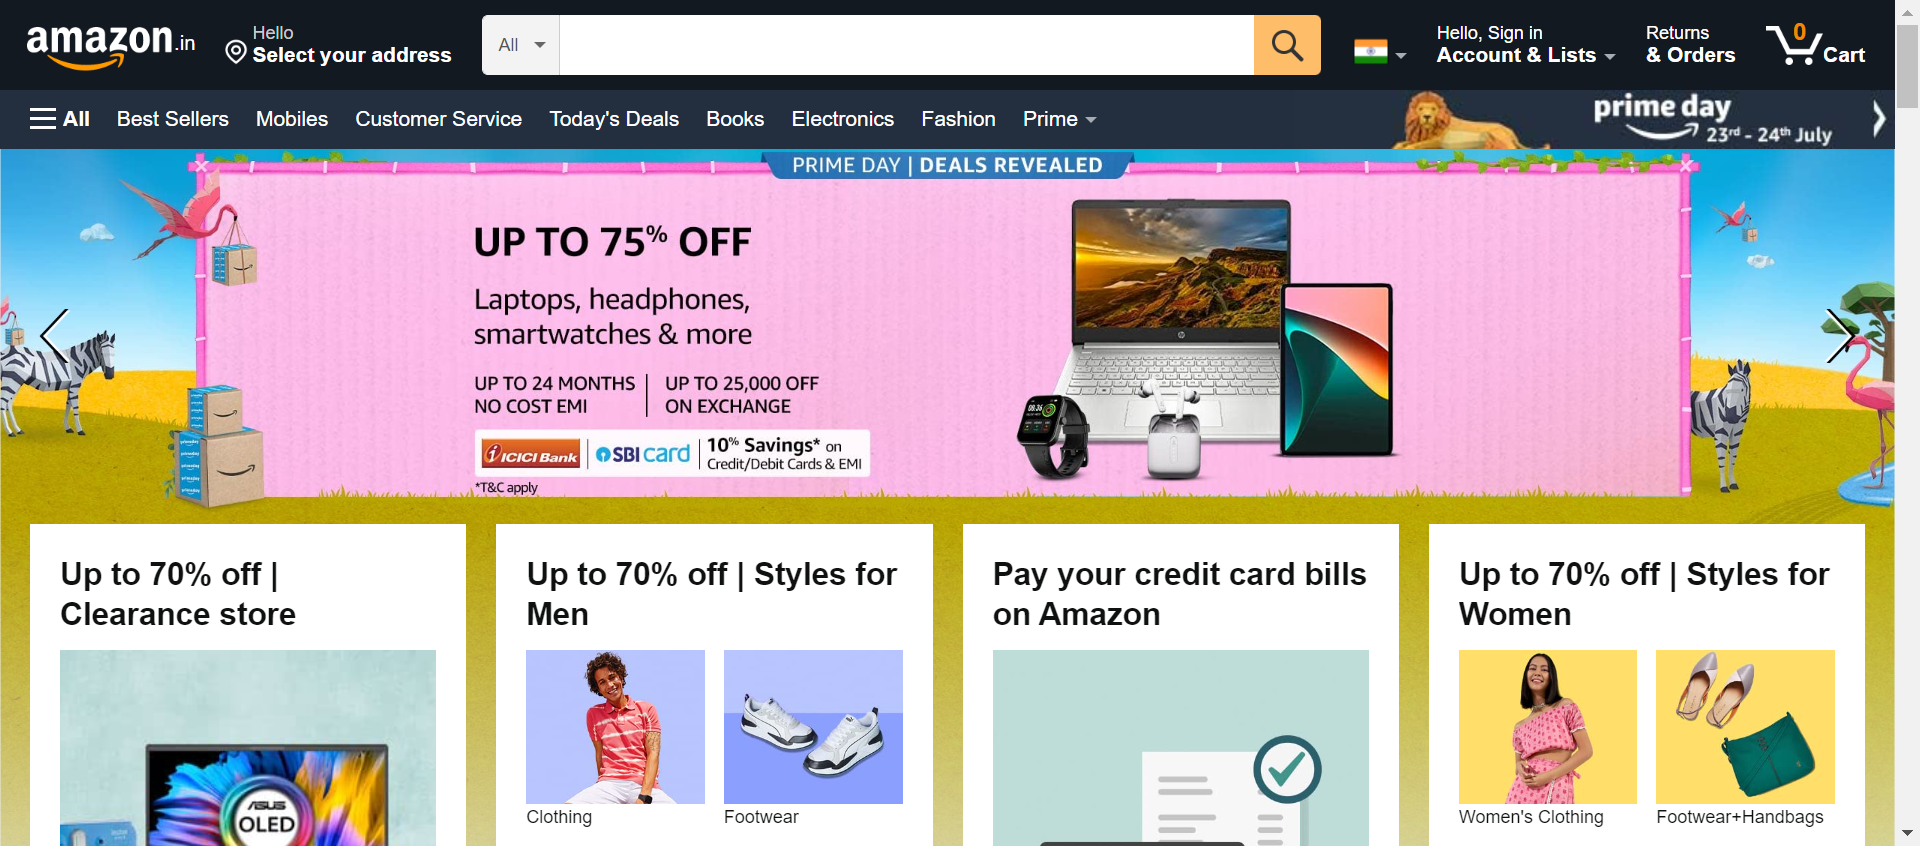 amazon.in
Hello
Select your address
All
Hello, Sign in
Account & Lists
Returns
& Orders
0
Cart
All
Best Sellers
Mobiles
Customer Service
Today's Deals
Books
Electronics
Fashion
Prime
prime day
23rd - 24th July
PRIME DAY | DEALS REVEALED
UP TO 75% OFF
Laptops, headphones,
smartwatches & more
UP TO 24 MONTHS
NO COST EMI
UP TO 25,000 OFF
ON EXCHANGE
ICICI Bank
SBI card
10% Savings* on
Credit/Debit Cards & EMI
*T&C apply
Up to 70% off |
Clearance store
ASUS
OLED
Up to 70% off | Styles for
Men
Clothing
Footwear
Pay your credit card bills
on Amazon
Up to 70% off | Styles for
Women
Women's Clothing
Footwear+Handbags